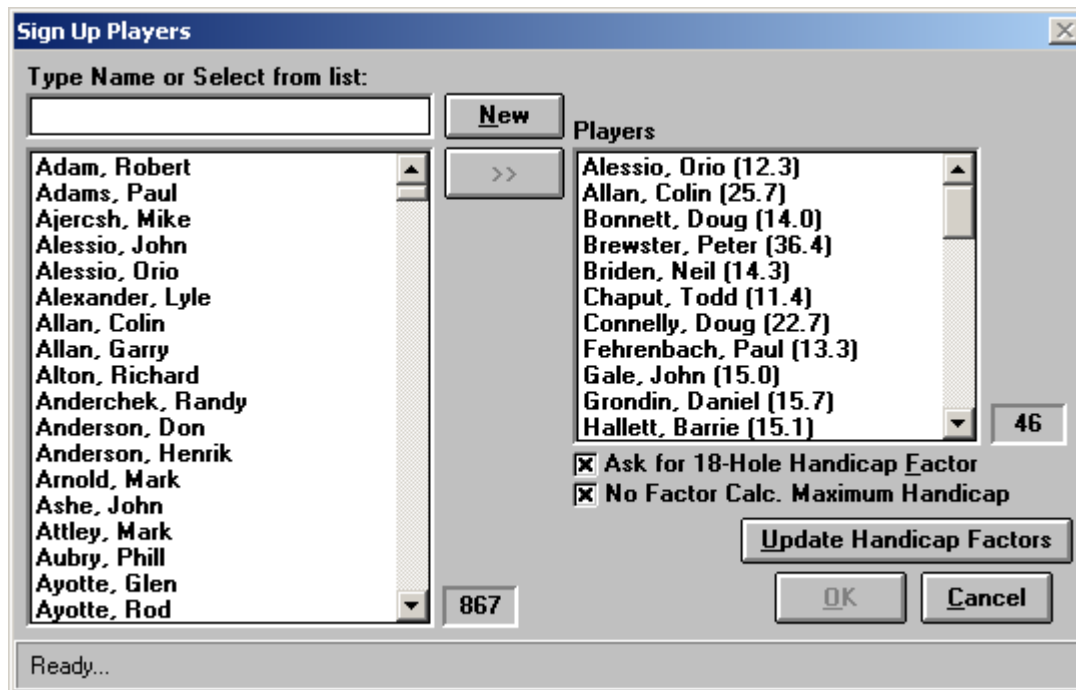 Sign Up Players
Type Name or Select from list:
New
>>
Adam, Robert
Adams, Paul
Ajercsh, Mike
Alessio, John
Alessio, Orio
Alexander, Lyle
Allan, Colin
Allan, Garry
Alton, Richard
Anderchek, Randy
Anderson, Don
Anderson, Henrik
Arnold, Mark
Ashe, John
Attley, Mark
Aubry, Phill
Ayotte, Glen
Ayotte, Rod
867
Players
Alessio, Orio (12.3)
Allan, Colin (25.7)
Bonnett, Doug (14.0)
Brewster, Peter (36.4)
Briden, Neil (14.3)
Chaput, Todd (11.4)
Connelly, Doug (22.7)
Fehrenbach, Paul (13.3)
Gale, John (15.0)
Grondin, Daniel (15.7)
Hallett, Barrie (15.1)
46
Ask for 18-Hole Handicap Factor
No Factor Calc. Maximum Handicap
Update Handicap Factors
OK
Cancel
Ready...